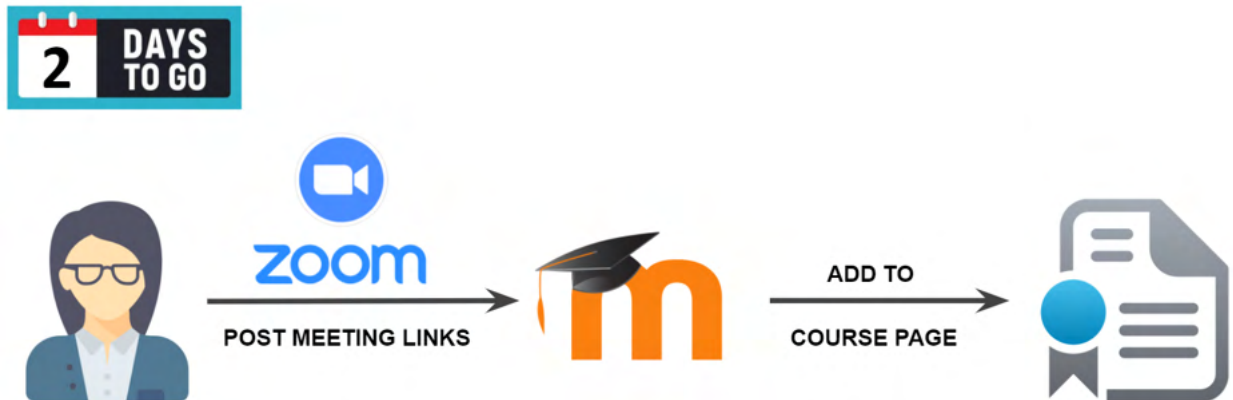 2
DAYS
TO GO
zoom
POST MEETING LINKS
m
ADD TO
COURSE PAGE